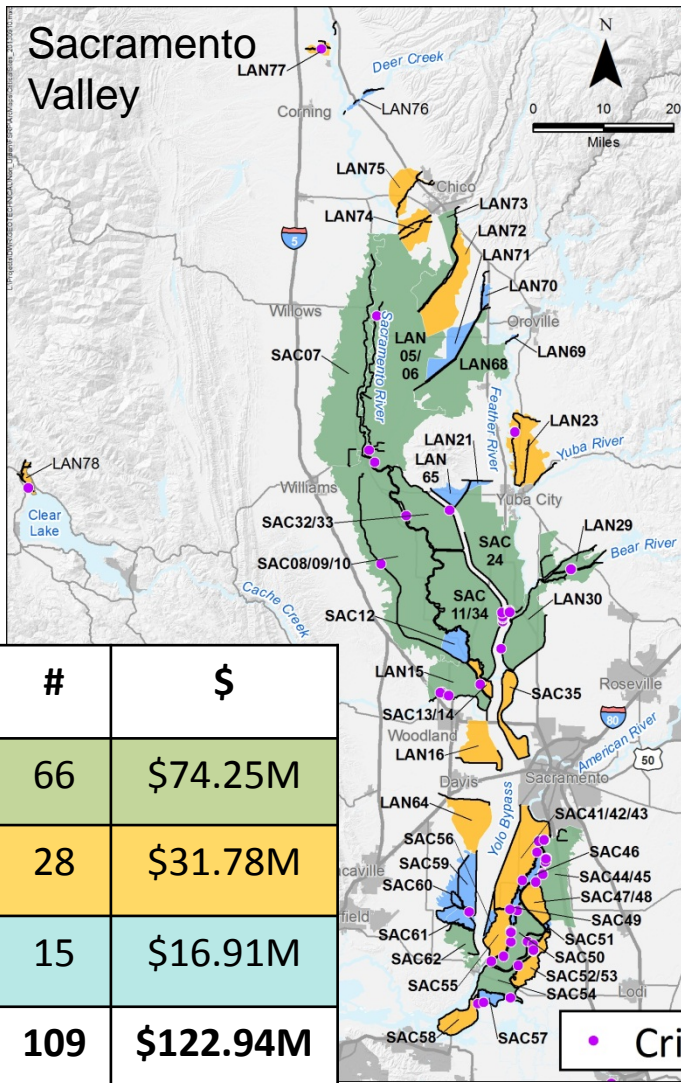 Sacramento
Valley
N
0 10 20
Miles
LAN77
Deer Creek
LAN76
Corning
LAN75
Chico
LAN73
LAN74
LAN72
LAN71
5
LAN70
Willows
Oroville
Sacramento River
LAN
05/
06
SAC07
LAN68
LAN69
Feather River
LAN23
LAN21
Yuba River
LAN78
LAN
65
Williams
Yuba City
Clear
Lake
SAC32/33
SAC
24
LAN29
Bear River
SAC08/09/10
Cache Creek
SAC
11/34
LAN30
SAC12
LAN15
SAC35
Roseville
SAC13/14
80
Woodland
American River
LAN16
50
Davis
Sacramento
LAN64
Yolo Bypass
SAC41/42/43
SAC56
SAC46
SAC59
SAC44/45
SAC60
SAC47/48
SAC49
SAC61
SAC51
SAC62
SAC50
SAC52/53
SAC55
SAC54
Lodi
SAC58
SAC57
# $
66 $74.25M
28 $31.78M
15 $16.91M
109 $122.94M